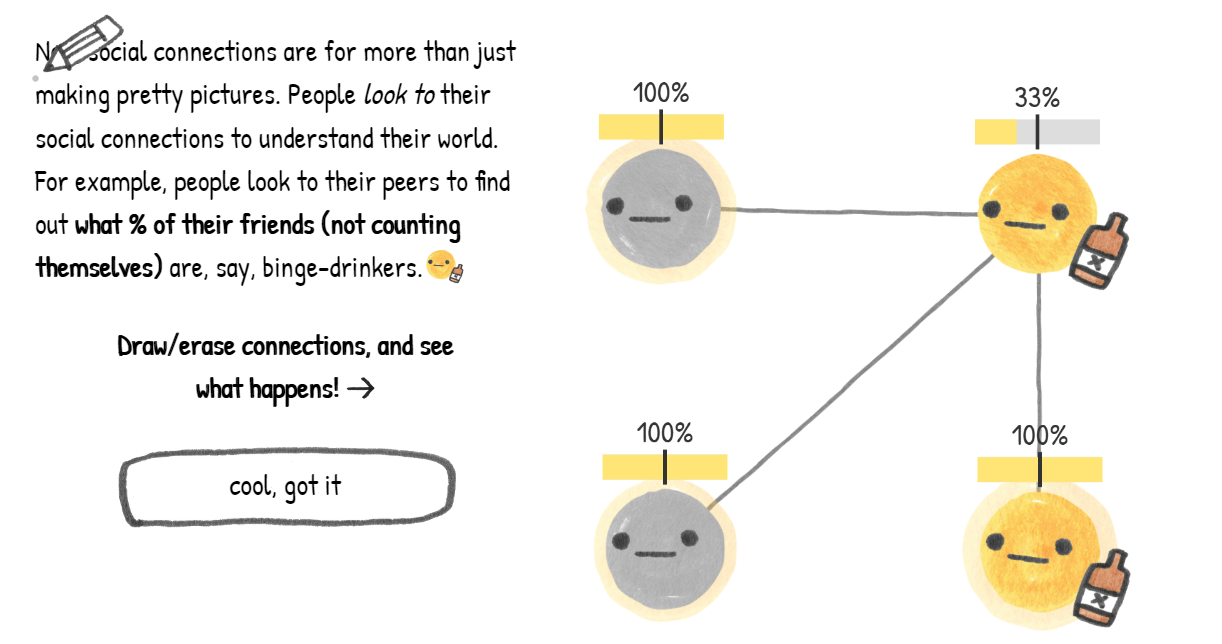 social connections are for more than just
making pretty pictures. People look to their
social connections to understand their world.
For example, people look to their peers to find
out what % of their friends (not counting
themselves) are, say, binge-drinkers.
Draw/erase connections, and see
what happens! →
cool, got it
100%
33%
100%
100%